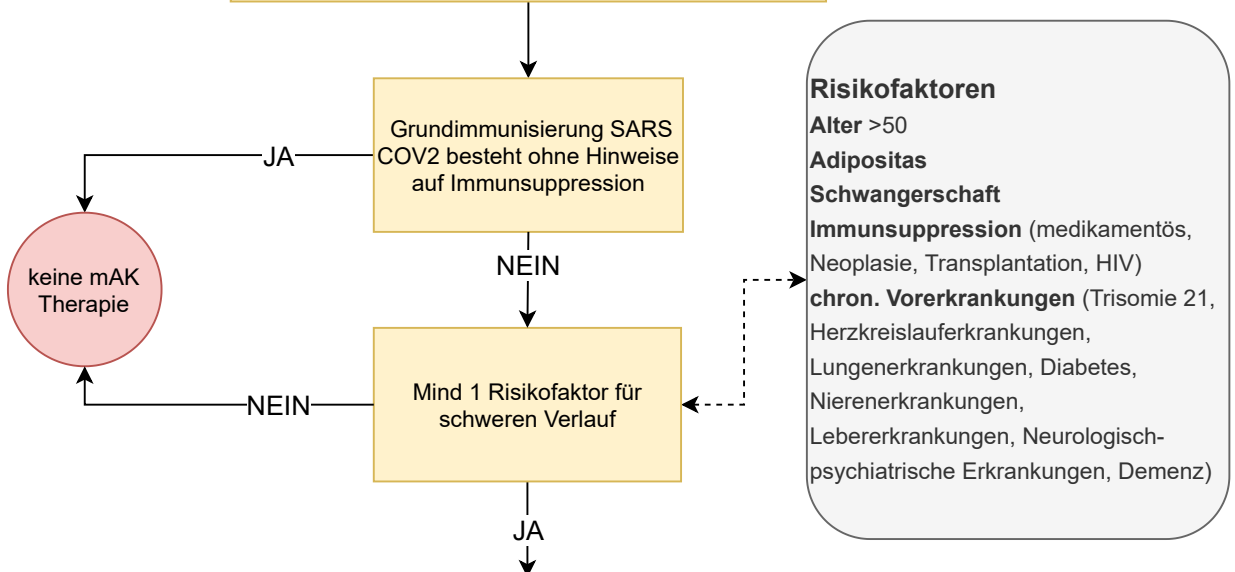 Grundimmunisierung SARS
COV2 besteht ohne Hinweise
auf Immunsuppression
JA
NEIN
keine mAK
Therapie
Mind 1 Risikofaktor für
schweren Verlauf
NEIN
JA
Risikofaktoren
Alter >50
Adipositas
Schwangerschaft
Immunsuppression (medikamentös,
Neoplasie, Transplantation, HIV)
chron. Vorerkrankungen (Trisomie 21,
Herzkreislauferkrankungen,
Lungenerkrankungen, Diabetes,
Nierenerkrankungen,
Lebererkrankungen, Neurologisch-
psychiatrische Erkrankungen, Demenz)